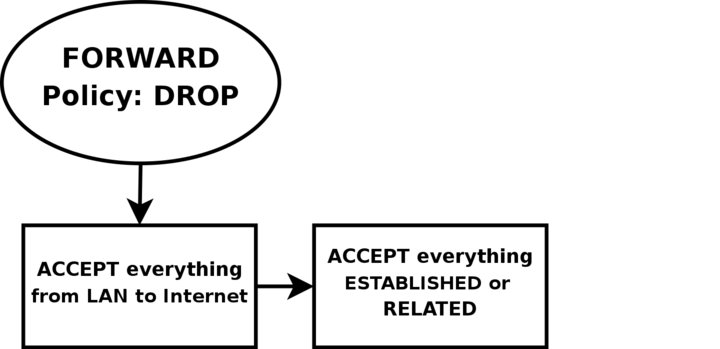 FORWARD
Policy: DROP
ACCEPT everything
from LAN to Internet
ACCEPT everything
ESTABLISHED or
RELATED